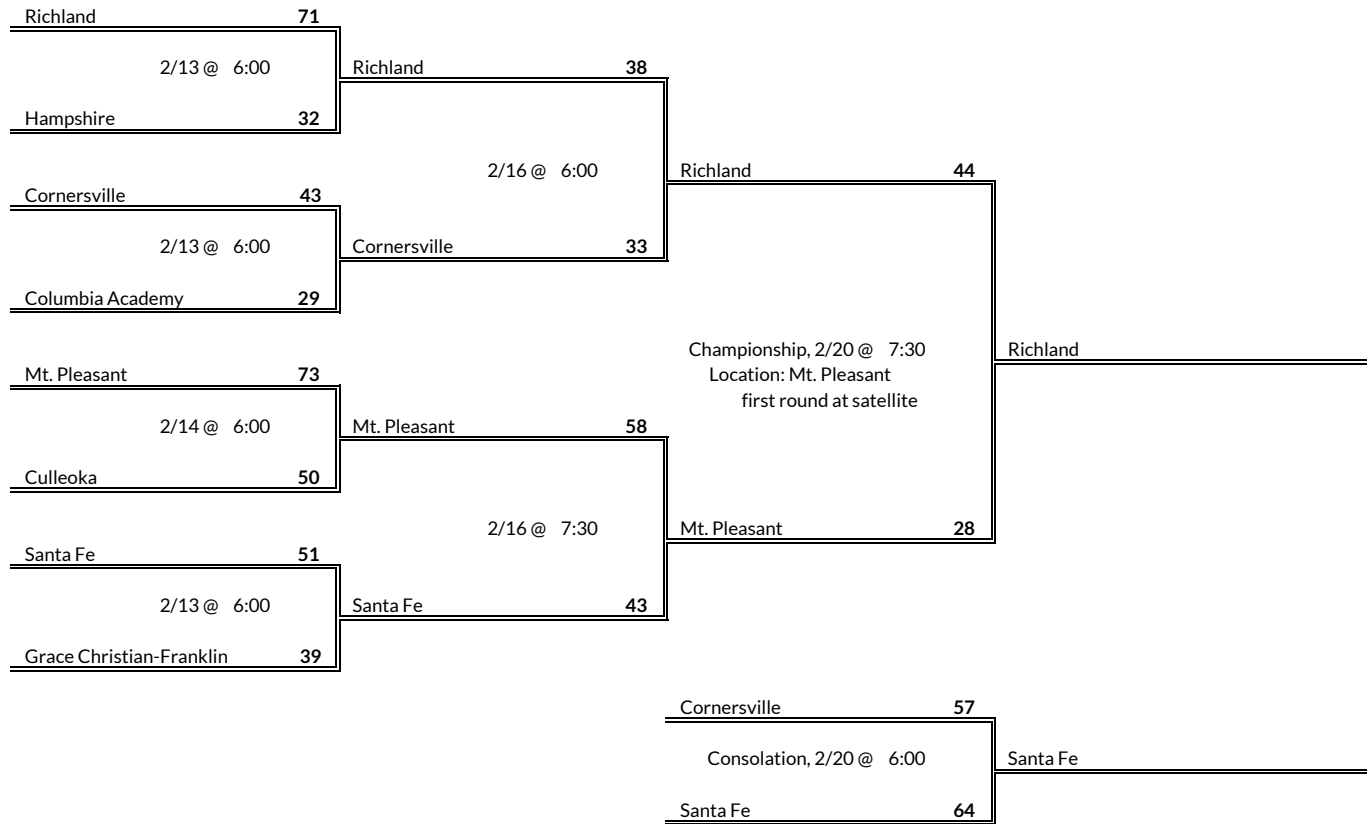 Richland 71
2/13 @ 6:00
Hampshire 32
Cornersville 43
2/13 @ 6:00
Columbia Academy 29
Mt. Pleasant 73
2/14 @ 6:00
Culleoka 50
Santa Fe 51
2/13 @ 6:00
Grace Christian-Franklin 39
Richland 38
2/16 @ 6:00
Cornersville 33
Mt. Pleasant 58
2/16 @ 7:30
Santa Fe 43
Richland 44
Championship, 2/20 @ 7:30
Location: Mt. Pleasant
first round at satellite
Mt. Pleasant 28
Richland
Cornersville 57
Consolation, 2/20 @ 6:00
Santa Fe 64
Santa Fe